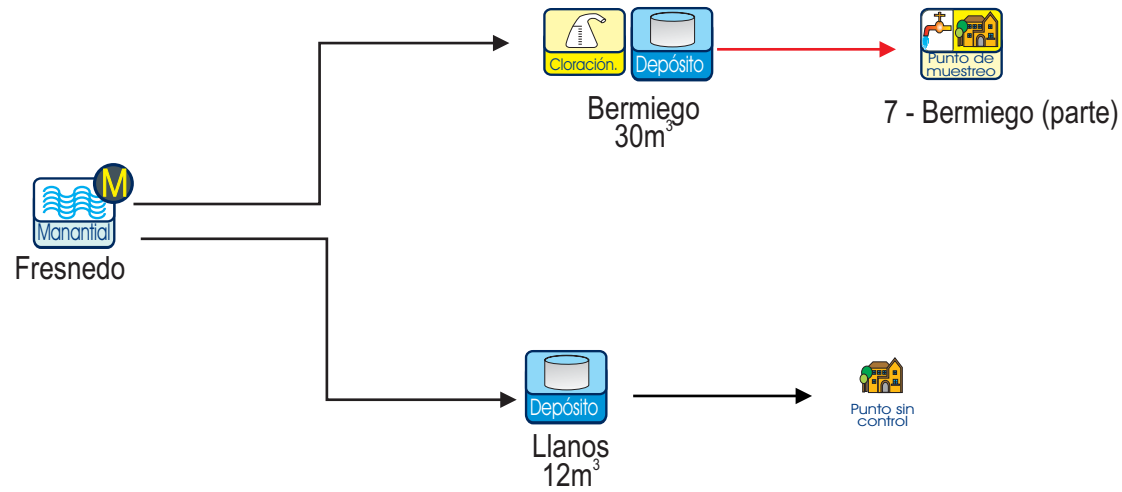 Cloración.
Depósito
Punto de
muestreo
Bermiego
30m³
7 - Bermiego (parte)
M
Manantial
Fresnedo
Depósito
Llanos
12m³
Punto sin
control